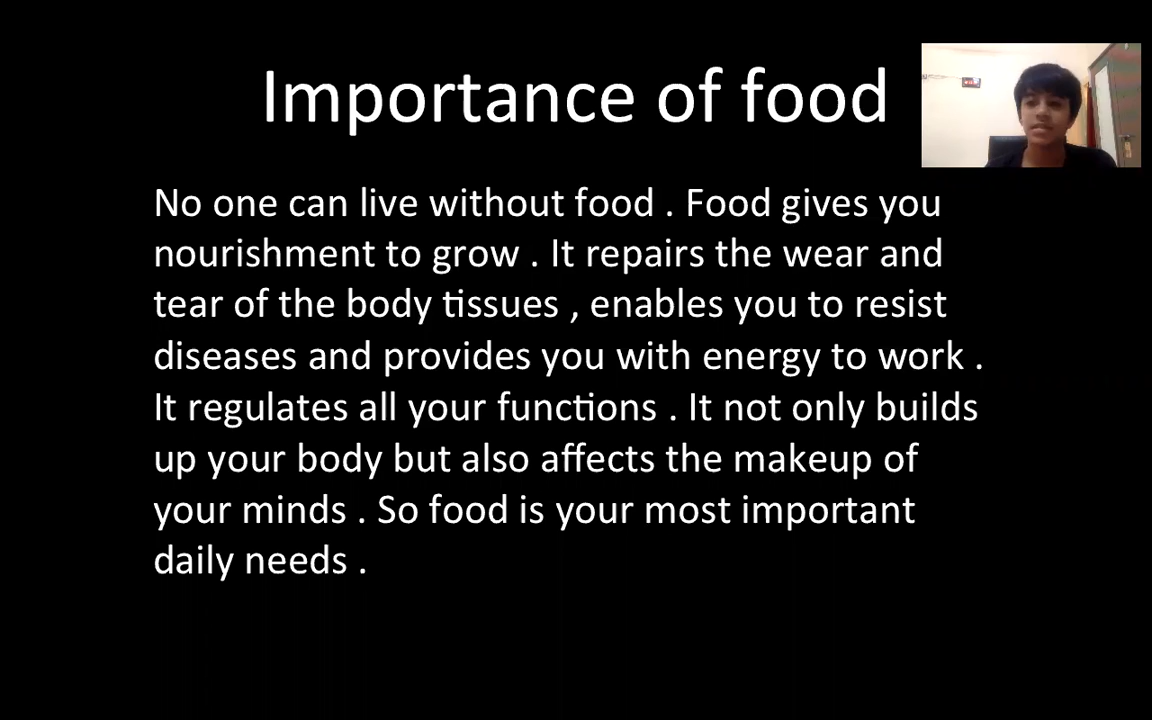 Importance of food
No one can live without food . Food gives you
nourishment to grow . It repairs the wear and
tear of the body tissues , enables you to resist
diseases and provides you with energy to work .
It regulates all your functions . It not only builds
up your body but also affects the makeup of
your minds . So food is your most important
daily needs .